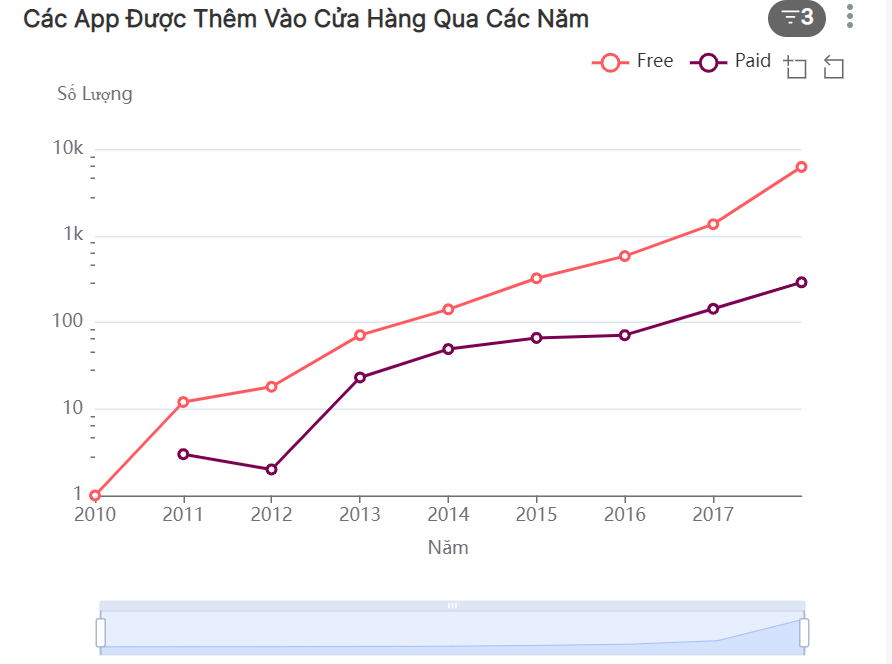 Các App Được Thêm Vào Cửa Hàng Qua Các Năm
3
Free
Paid
Số Lượng
10k
1k
100
10
1
2010 2011 2012 2013 2014 2015 2016 2017
Năm